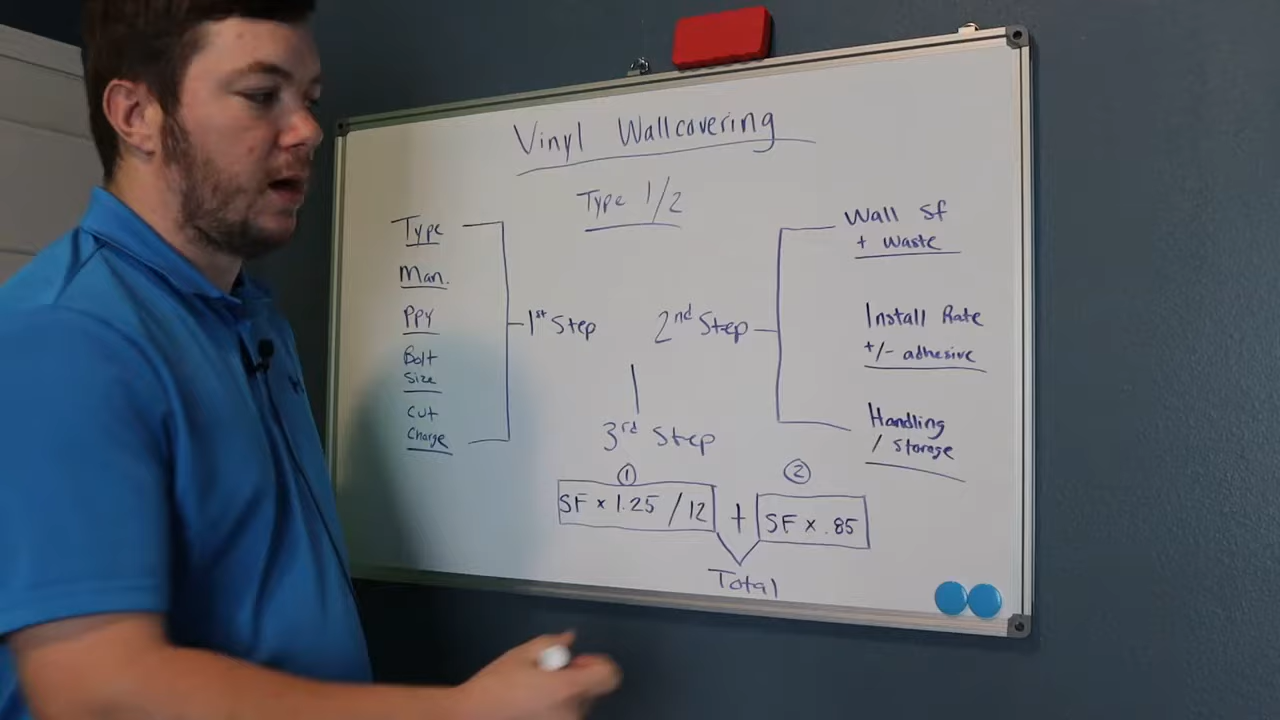 Vinyl Wallcovering
Type 1/2
Type
Man.
PPY
Bolt
Size
Cut
Charge
1st Step
2nd Step
Wall Sf
+ Waste
Install Rate
+/- adhesive
Handling
/ Storage
3rd Step
1
2
SF x 1.25 / 12 + SF x .85
Total